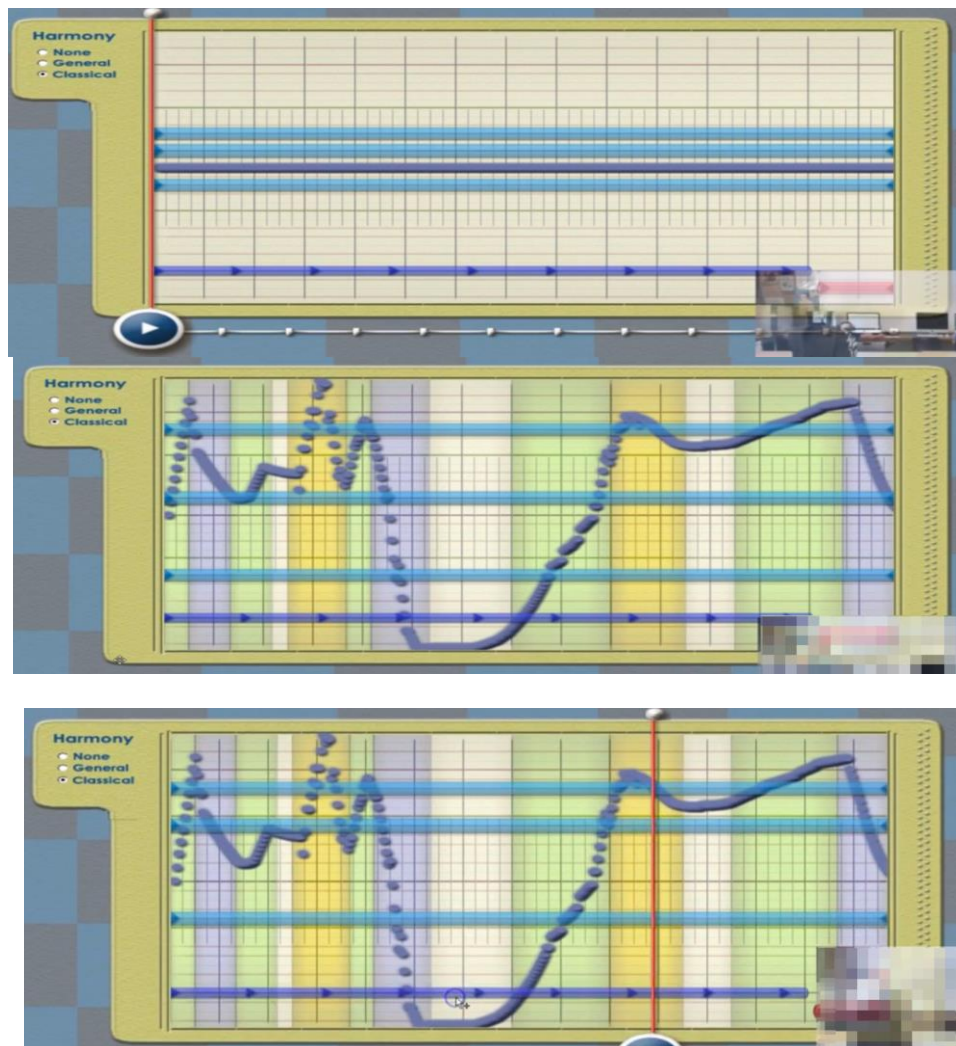 Harmony
None
General
Classical
Harmony
None
General
Classical
Harmony
None
General
Classical